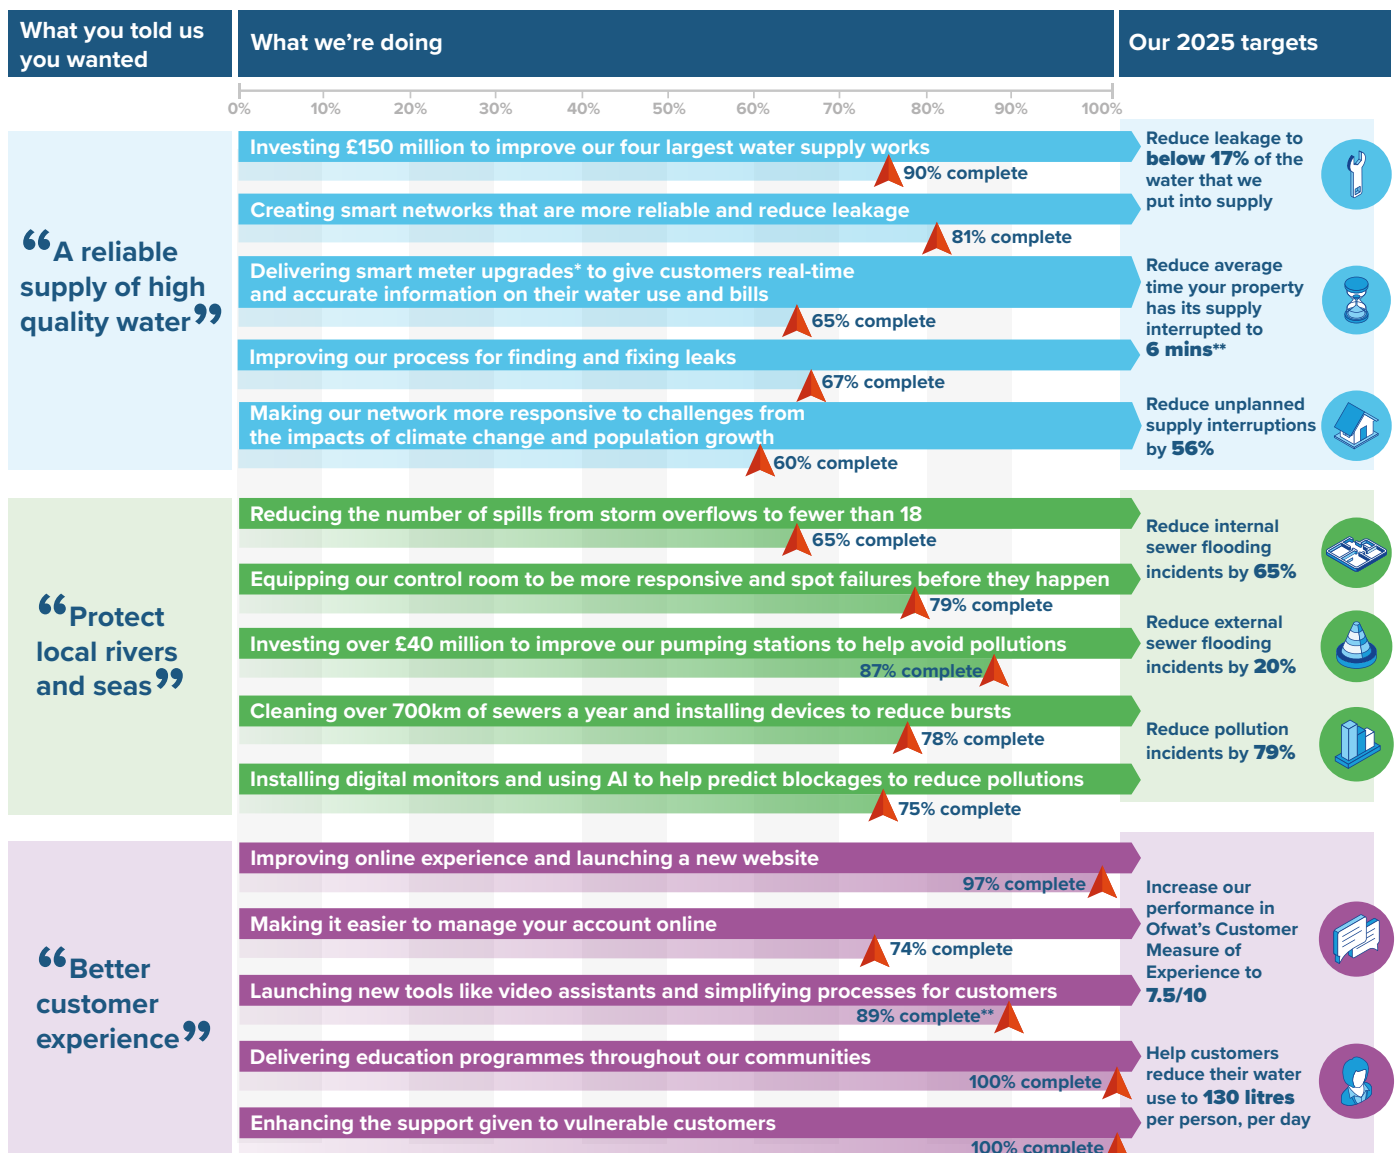 What you told us
you wanted
What we're doing
Our 2025 targets
0% 10% 20% 30% 40% 50% 60% 70% 80% 90% 100%
“A reliable
supply of high
quality water”
Investing £150 million to improve our four largest water supply works
90% complete
Creating smart networks that are more reliable and reduce leakage
81% complete
Delivering smart meter upgrades* to give customers real-time
and accurate information on their water use and bills
65% complete
Improving our process for finding and fixing leaks
67% complete
Making our network more responsive to challenges from
the impacts of climate change and population growth
60% complete
Reduce leakage to
below 17% of the
water that we
put into supply
Reduce average
time your property
has its supply
interrupted to
6 mins**
Reduce unplanned
supply interruptions
by 56%
“Protect
local rivers
and seas”
Reducing the number of spills from storm overflows to fewer than 18
65% complete
Equipping our control room to be more responsive and spot failures before they happen
79% complete
Investing over £40 million to improve our pumping stations to help avoid pollutions
87% complete
Cleaning over 700km of sewers a year and installing devices to reduce bursts
78% complete
Installing digital monitors and using AI to help predict blockages to reduce pollutions
75% complete
Reduce internal
sewer flooding
incidents by 65%
Reduce external
sewer flooding
incidents by 20%
Reduce pollution
incidents by 79%
“Better
customer
experience”
Improving online experience and launching a new website
97% complete
Making it easier to manage your account online
74% complete
Launching new tools like video assistants and simplifying processes for customers
89% complete**
Delivering education programmes throughout our communities
100% complete
Enhancing the support given to vulnerable customers
100% complete
Increase our
performance in
Ofwat's Customer
Measure of
Experience to
7.5/10
Help customers
reduce their water
use to 130 litres
per person, per day